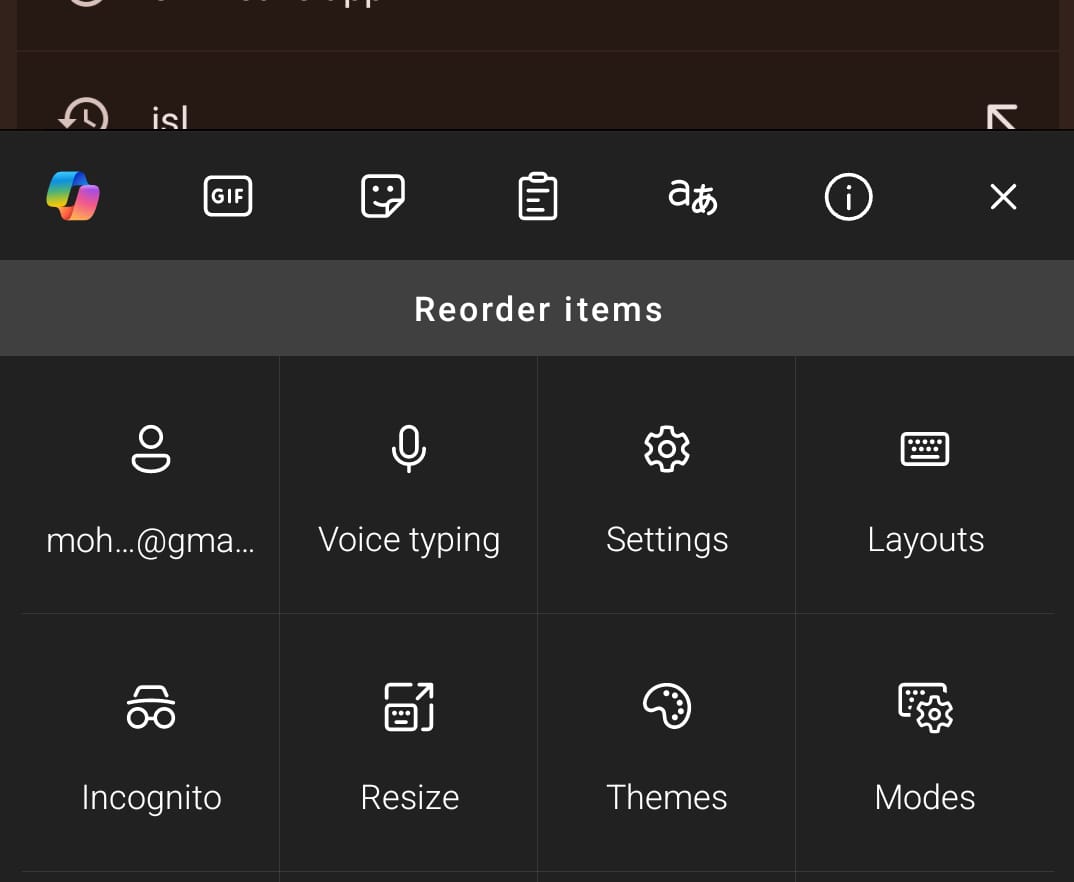 isl
GIF
aあ
Reorder items
moh...@gma...
Voice typing
Settings
Layouts
Incognito
Resize
Themes
Modes